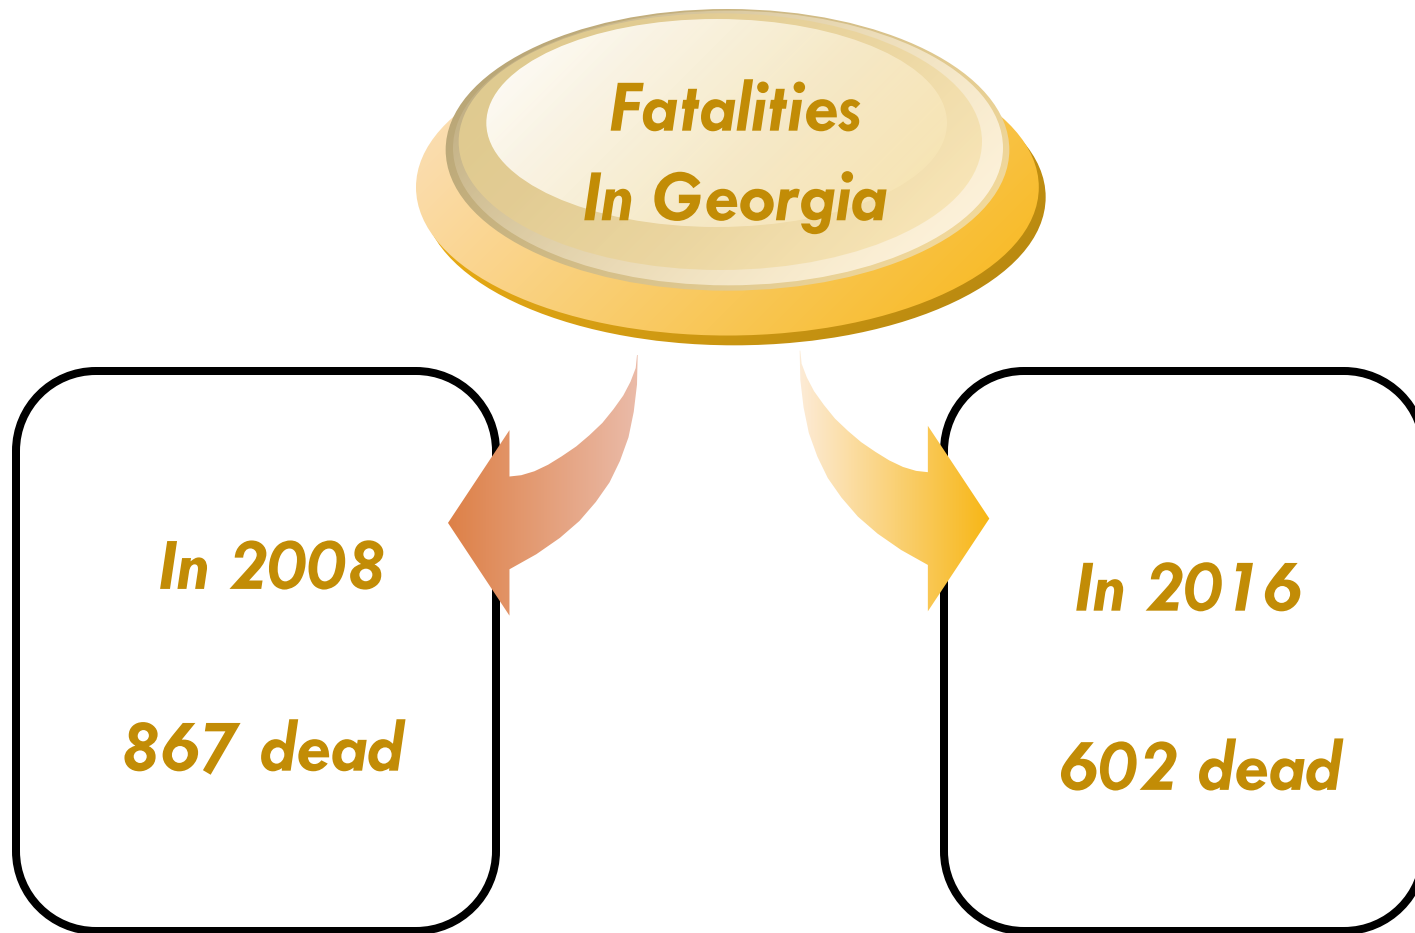 Fatalities
In Georgia
In 2008
867 dead
In 2016
602 dead